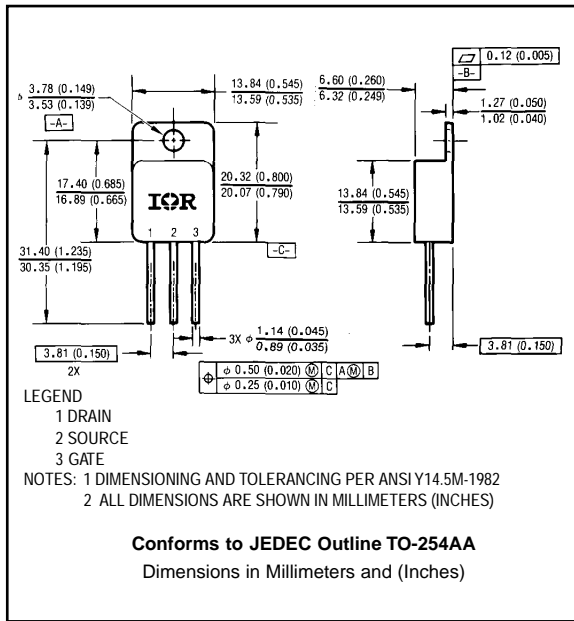 0.12 (0.005)
-B-
3.78 (0.149)
3.53 (0.139)
-A-
13.84 (0.545)
13.59 (0.535)
6.60 (0.260)
6.32 (0.249)
1.27 (0.050)
1.02 (0.040)
17.40 (0.685)
16.89 (0.665)
20.32 (0.800)
20.07 (0.790)
13.84 (0.545)
13.59 (0.535)
IOR
1 2 3
-C-
31.40 (1.235)
30.35 (1.195)
3X ϕ 1.14 (0.045)
0.89 (0.035)
3.81 (0.150)
2X
3.81 (0.150)
⌖ ϕ 0.50 (0.020) Ⓜ C A Ⓜ B
ϕ 0.25 (0.010) Ⓜ C
LEGEND
1 DRAIN
2 SOURCE
3 GATE
NOTES: 1 DIMENSIONING AND TOLERANCING PER ANSI Y14.5M-1982
2 ALL DIMENSIONS ARE SHOWN IN MILLIMETERS (INCHES)
Conforms to JEDEC Outline TO-254AA
Dimensions in Millimeters and (Inches)